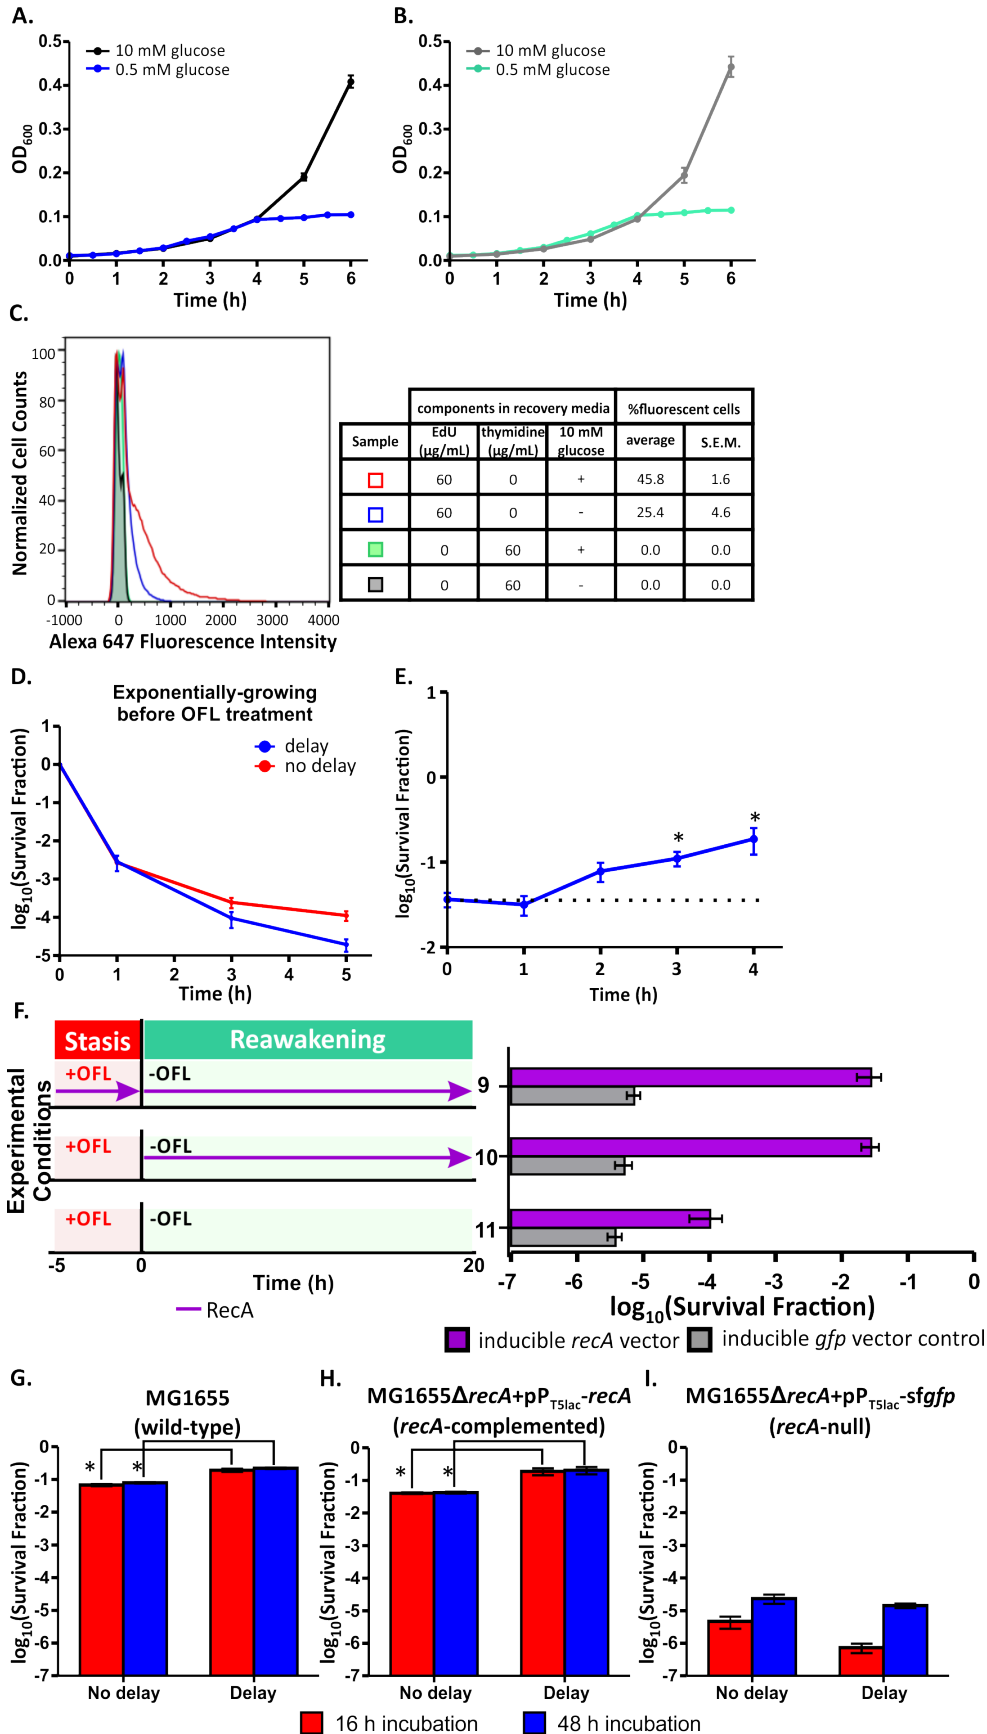 A.
0.5
0.4
0.3
0.2
0.1
0.0
OD600
10 mM glucose
0.5 mM glucose
0 1 2 3 4 5 6
Time (h)
B.
0.5
0.4
0.3
0.2
0.1
0.0
OD600
10 mM glucose
0.5 mM glucose
0 1 2 3 4 5 6
Time (h)
C.
Normalized Cell Counts
100
80
60
40
20
0
-1000 0 1000 2000 3000 4000
Alexa 647 Fluorescence Intensity
components in recovery media %fluorescent cells
Sample EdU (µg/mL) thymidine (µg/mL) 10 mM glucose average S.E.M.
60 0 + 45.8 1.6
60 0 - 25.4 4.6
0 60 + 0.0 0.0
0 60 - 0.0 0.0
D.
Exponentially-growing
before OFL treatment
log10(Survival Fraction)
1
0
-1
-2
-3
-4
-5
delay
no delay
0 1 2 3 4 5
Time (h)
E.
log10(Survival Fraction)
1
0
-1
-2
* *
0 1 2 3 4
Time (h)
F.
Experimental
Conditions
Stasis Reawakening
+OFL -OFL
+OFL -OFL
+OFL -OFL
-5 0 20
Time (h)
RecA
9
10
11
-7 -6 -5 -4 -3 -2 -1 0
log10(Survival Fraction)
inducible recA vector inducible gfp vector control
G.
MG1655
(wild-type)
log10(Survival Fraction)
0
-1
-2
-3
-4
-5
-6
-7
* *
No delay Delay
H.
MG1655ΔrecA+pPT5lac-recA
(recA-complemented)
log10(Survival Fraction)
0
-1
-2
-3
-4
-5
-6
-7
* *
No delay Delay
I.
MG1655ΔrecA+pPT5lac-sfgfp
(recA-null)
log10(Survival Fraction)
0
-1
-2
-3
-4
-5
-6
-7
No delay Delay
16 h incubation 48 h incubation